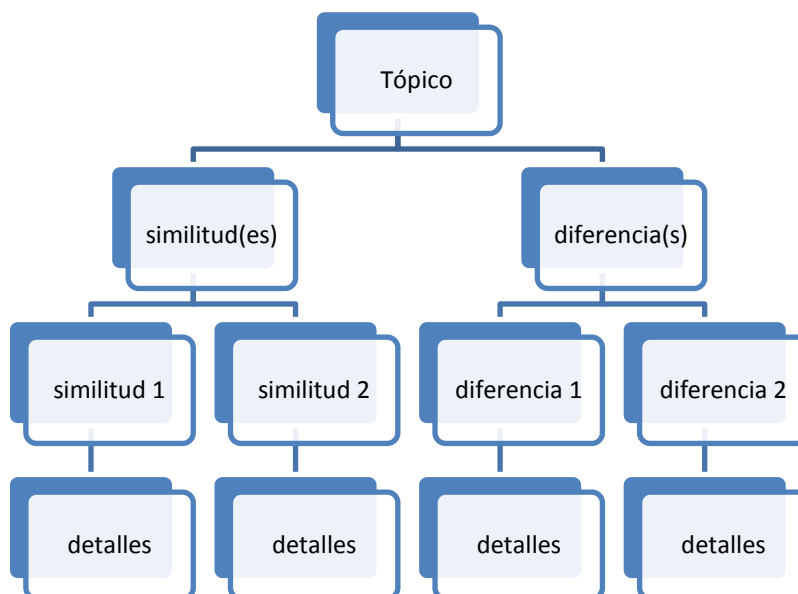 Tópico
similitud(es)
diferencia(s)
similitud 1
similitud 2
diferencia 1
diferencia 2
detalles
detalles
detalles
detalles